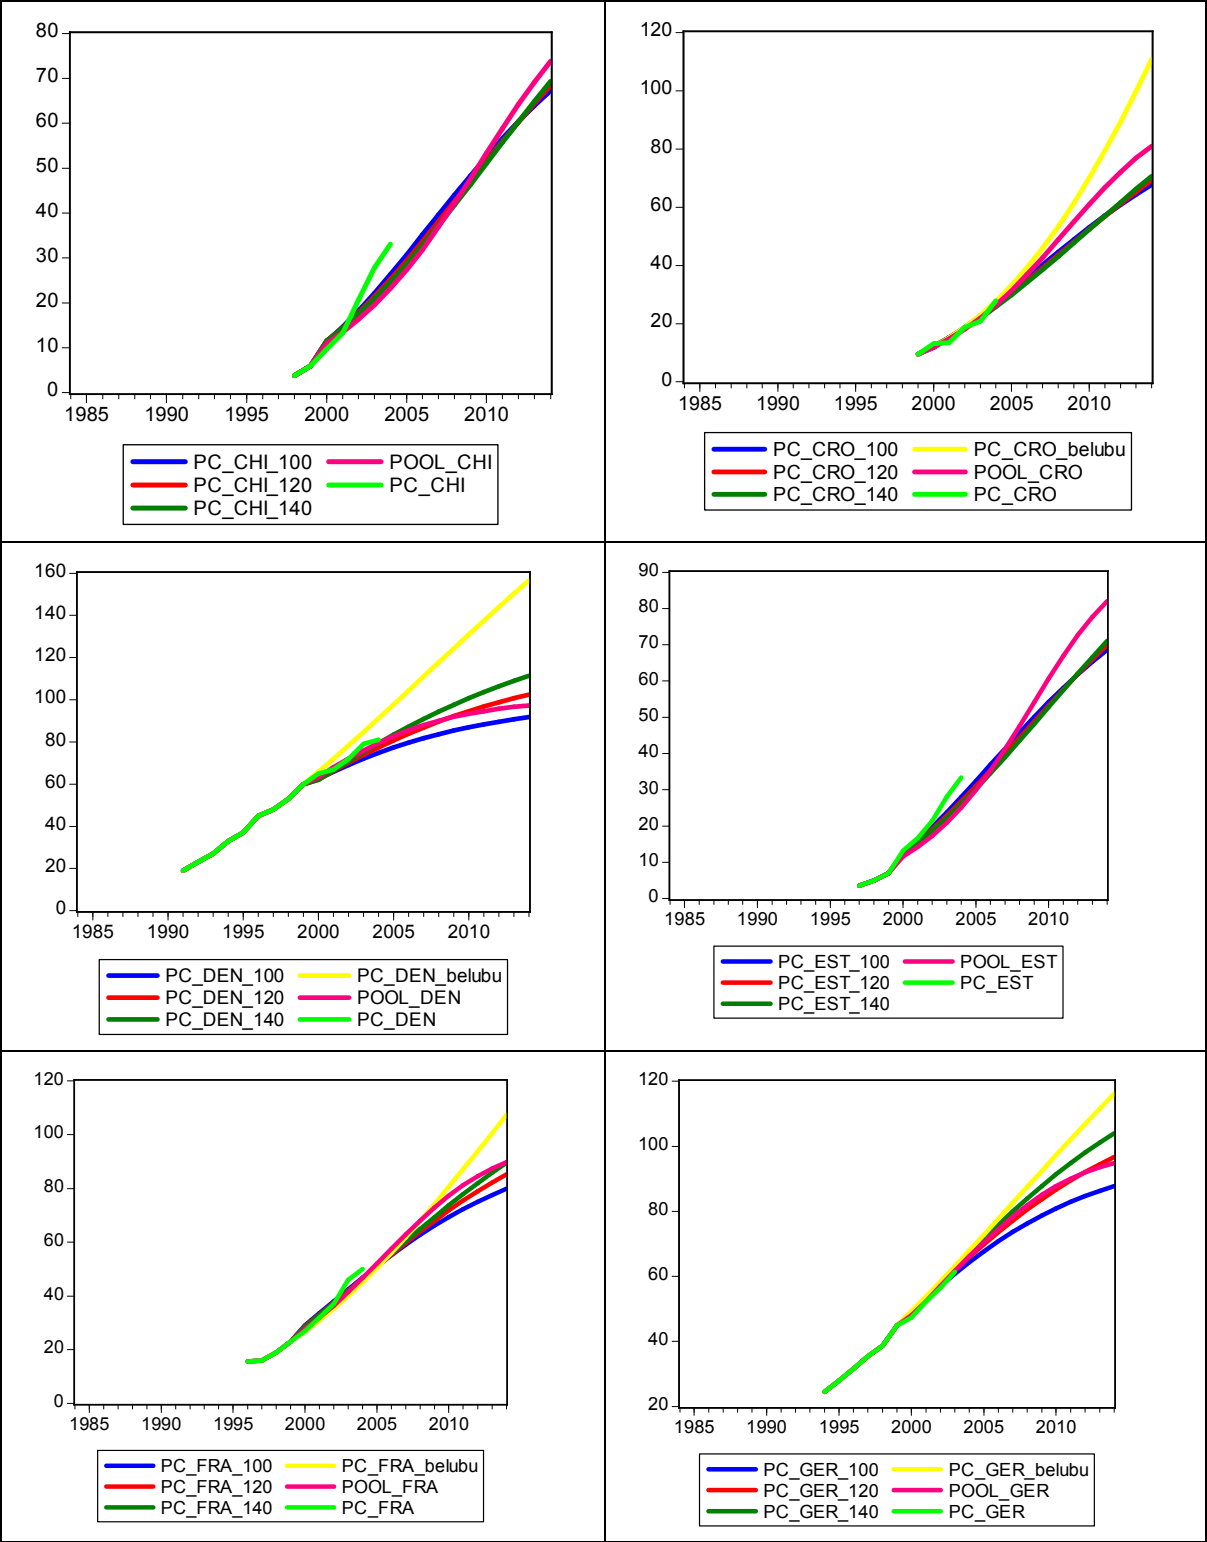 80
70
60
50
40
30
20
10
0
1985 1990 1995 2000 2005 2010
PC_CHI_100 POOL_CHI
PC_CHI_120 PC_CHI
PC_CHI_140
120
100
80
60
40
20
0
1985 1990 1995 2000 2005 2010
PC_CRO_100 PC_CRO_belubu
PC_CRO_120 POOL_CRO
PC_CRO_140 PC_CRO
160
140
120
100
80
60
40
20
0
1985 1990 1995 2000 2005 2010
PC_DEN_100 PC_DEN_belubu
PC_DEN_120 POOL_DEN
PC_DEN_140 PC_DEN
90
80
70
60
50
40
30
20
10
0
1985 1990 1995 2000 2005 2010
PC_EST_100 POOL_EST
PC_EST_120 PC_EST
PC_EST_140
120
100
80
60
40
20
0
1985 1990 1995 2000 2005 2010
PC_FRA_100 PC_FRA_belubu
PC_FRA_120 POOL_FRA
PC_FRA_140 PC_FRA
120
100
80
60
40
20
1985 1990 1995 2000 2005 2010
PC_GER_100 PC_GER_belubu
PC_GER_120 POOL_GER
PC_GER_140 PC_GER